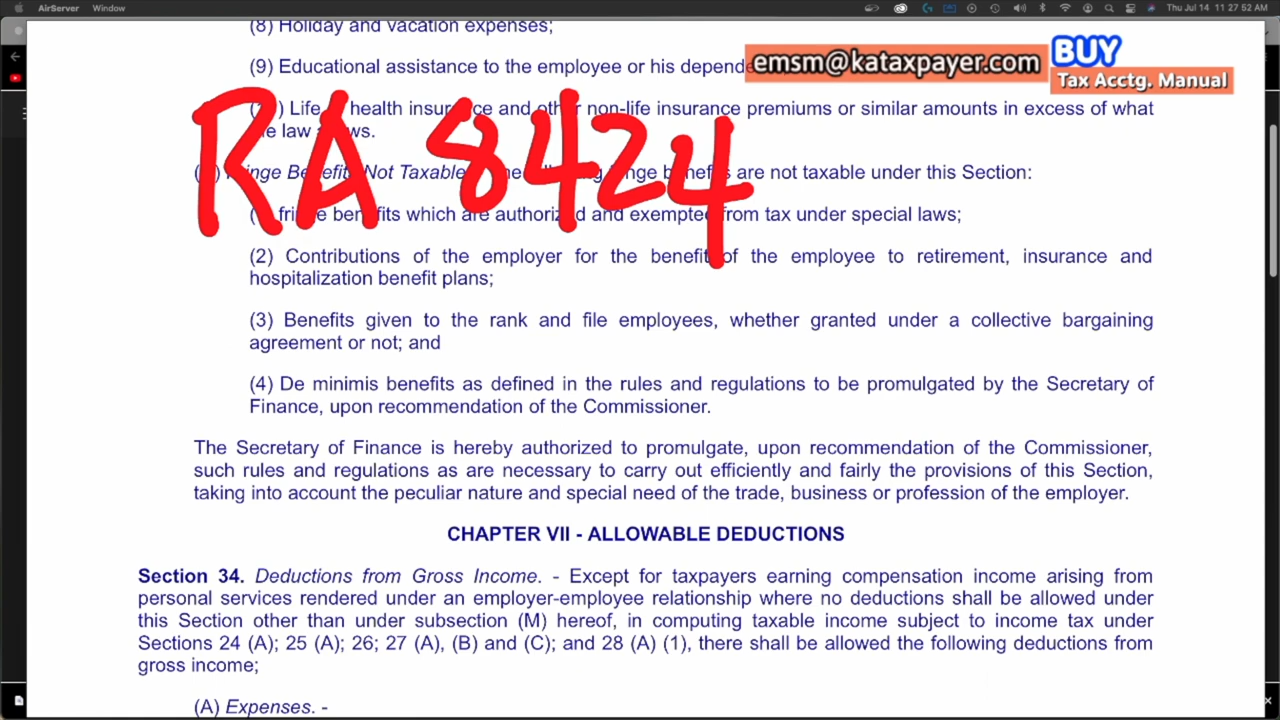 AirServer Window Thu Jul 14 11 27 52 AM
(8) Holiday and vacation expenses;
emsm@kataxpayer.com
BUY
Tax Acctg. Manual
(9) Educational assistance to the employee or his
RA 8424
Life health and other non-life insurance premiums or similar amounts in excess of what
law
Not Taxable are not taxable under this Section:
benefits which are authorized and exempted from tax under special laws;
(2) Contributions of the employer for the benefit of the employee to retirement, insurance and
hospitalization benefit plans;
(3) Benefits given to the rank and file employees, whether granted under a collective bargaining
agreement or not; and
(4) De minimis benefits as defined in the rules and regulations to be promulgated by the Secretary of
Finance, upon recommendation of the Commissioner.
The Secretary of Finance is hereby authorized to promulgate, upon recommendation of the Commissioner,
such rules and regulations as are necessary to carry out efficiently and fairly the provisions of this Section,
taking into account the peculiar nature and special need of the trade, business or profession of the employer.
CHAPTER VII - ALLOWABLE DEDUCTIONS
Section 34. Deductions from Gross Income. - Except for taxpayers earning compensation income arising from
personal services rendered under an employer-employee relationship where no deductions shall be allowed under
this Section other than under subsection (M) hereof, in computing taxable income subject to income tax under
Sections 24 (A); 25 (A); 26; 27 (A), (B) and (C); and 28 (A) (1), there shall be allowed the following deductions from
gross income;
(A) Expenses. -